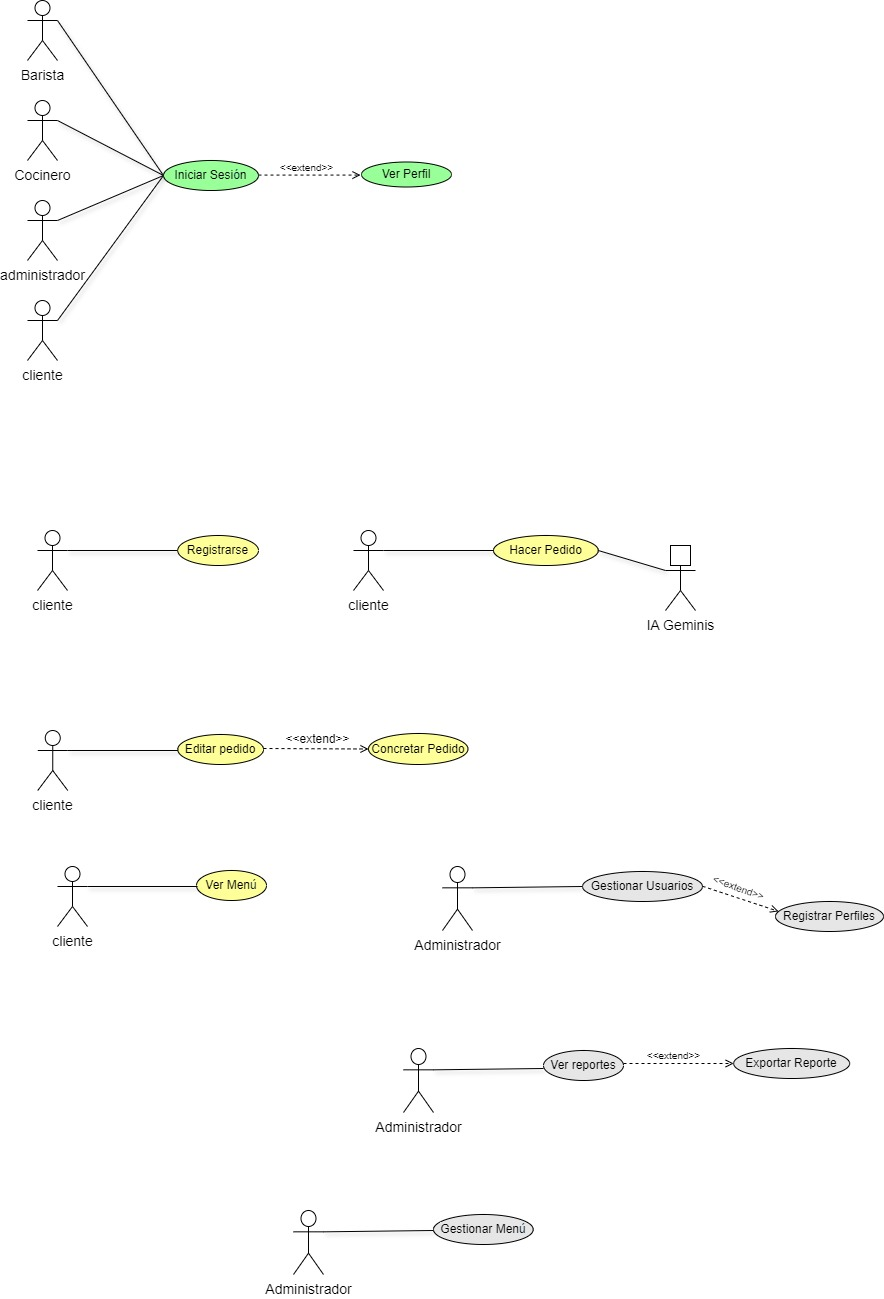 Barista
Cocinero
Iniciar Sesión
<<extend>>
Ver Perfil
administrador
cliente
Registrarse
cliente
Hacer Pedido
cliente
IA Geminis
Editar pedido
<<extend>>
Concretar Pedido
cliente
Ver Menú
cliente
Gestionar Usuarios
<<extend>>
Registrar Perfiles
Administrador
Ver reportes
<<extend>>
Exportar Reporte
Administrador
Gestionar Menú
Administrador